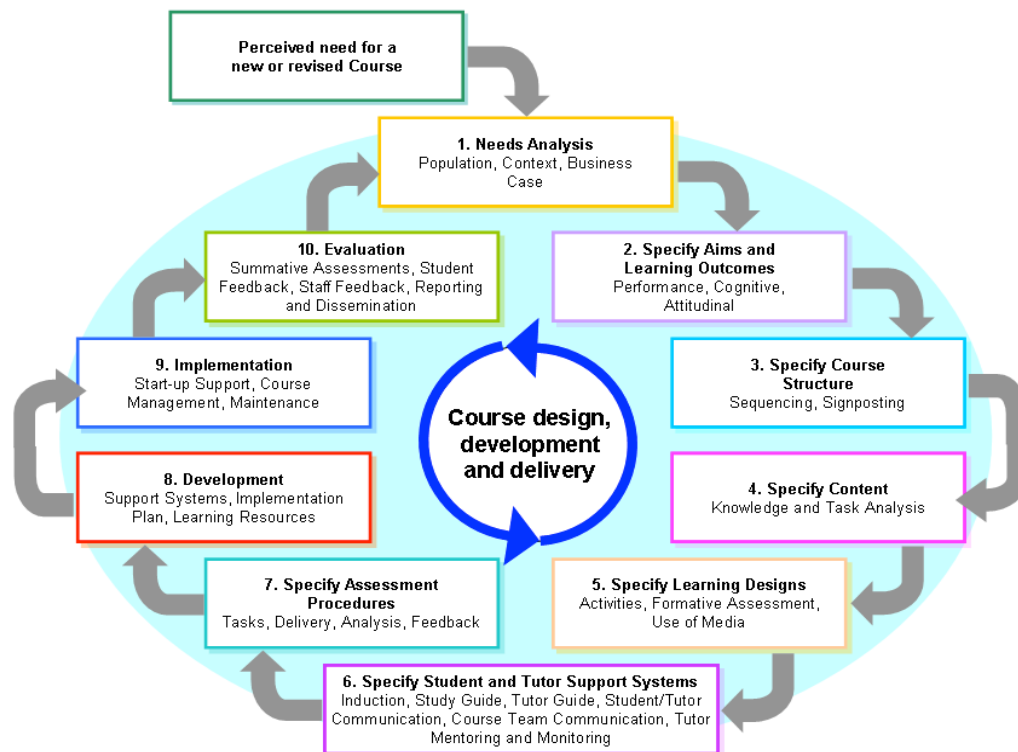 Perceived need for a
new or revised Course
1. Needs Analysis
Population, Context, Business
Case
2. Specify Aims and
Learning Outcomes
Performance, Cognitive,
Attitudinal
3. Specify Course
Structure
Sequencing, Signposting
4. Specify Content
Knowledge and Task Analysis
5. Specify Learning Designs
Activities, Formative Assessment,
Use of Media
6. Specify Student and Tutor Support Systems
Induction, Study Guide, Tutor Guide, Student/Tutor
Communication, Course Team Communication, Tutor
Mentoring and Monitoring
7. Specify Assessment
Procedures
Tasks, Delivery, Analysis, Feedback
8. Development
Support Systems, Implementation
Plan, Learning Resources
9. Implementation
Start-up Support, Course
Management, Maintenance
10. Evaluation
Summative Assessments, Student
Feedback, Staff Feedback, Reporting
and Dissemination
Course design,
development
and delivery